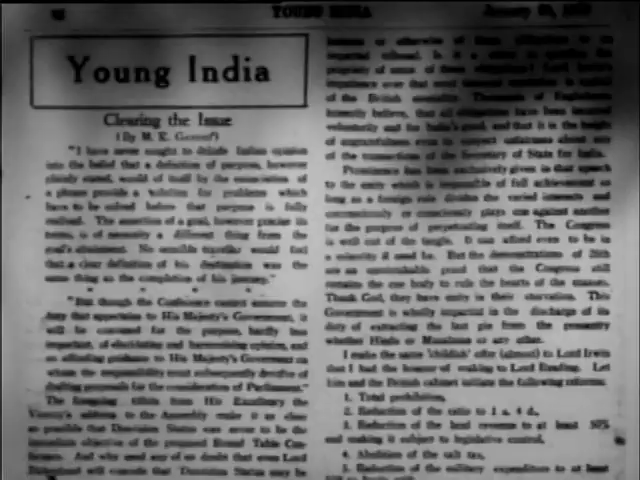 YOUNG INDIA
January 30, 1930
Young India
Clearing the Issue
(By M. K. Gandhi)
"I have never sought to delude Indian opinion
into the belief that a definition of purpose, however
plainly stated, would of itself by the enunciation of
a phrase provide a solution for problems which
have to be solved before that purpose is fully
realised. The assertion of a goal, however precise its
terms, is of necessity a different thing from the
goal's attainment. No sensible traveller would feel
that a clear definition of his destination was the
same thing as the completion of his journey."
"But though the Conference cannot assume the
duty that appertains to His Majesty's Government, it
will be convened for the purpose, hardly less
important, of elucidating and harmonising opinion, and
so affording guidance to His Majesty's Government on
whom the responsibility must subsequently devolve of
drafting proposals for the consideration of Parliament."
The foregoing from His Excellency the
Viceroy's address to the Assembly make it as clear
as possible that Dominion Status was never to be the
immediate objective of the proposed Round Table Con-
ference. And why need any of us doubt that even Lord
would concede that Dominion Status may be
or otherwise of
Is it a crime to
impatience over that most
of the British Thousands of Englishmen
honestly believe, that all have been incurred
voluntarily and for India's good, and that it is the height
of ungratefulness even to suspect unfairness about any
of the transactions of the Secretary of State for India.
Prominence has been exclusively given in that speech
to the unity which is impossible of full achievement so
long as a foreign rule divides the varied interests and
consciously or unconsciously plays one against another
for the purpose of perpetuating itself. The Congress
is well out of the tangle. It can afford even to be in
a minority if need be. But the demonstrations of 26th
are an unmistakable proof that the Congress still
remains the one body to rule the hearts of the masses.
Thank God, they have unity in their starvation. This
Government is wholly impartial in the discharge of its
duty of extracting the last pie from the peasantry
whether Hindu or Musalman or any other.
I make the same 'childish' offer (almost) to Lord Irwin
that I had the honour of making to Lord Reading. Let
him and the British cabinet initiate the following reforms:
1. Total prohibition,
2. Reduction of the ratio to 1 s. 4 d.,
3. Reduction of the land revenue to at least 50%
and making it subject to legislative control,
4. Abolition of the salt tax,
5. Reduction of the military expenditure to at least